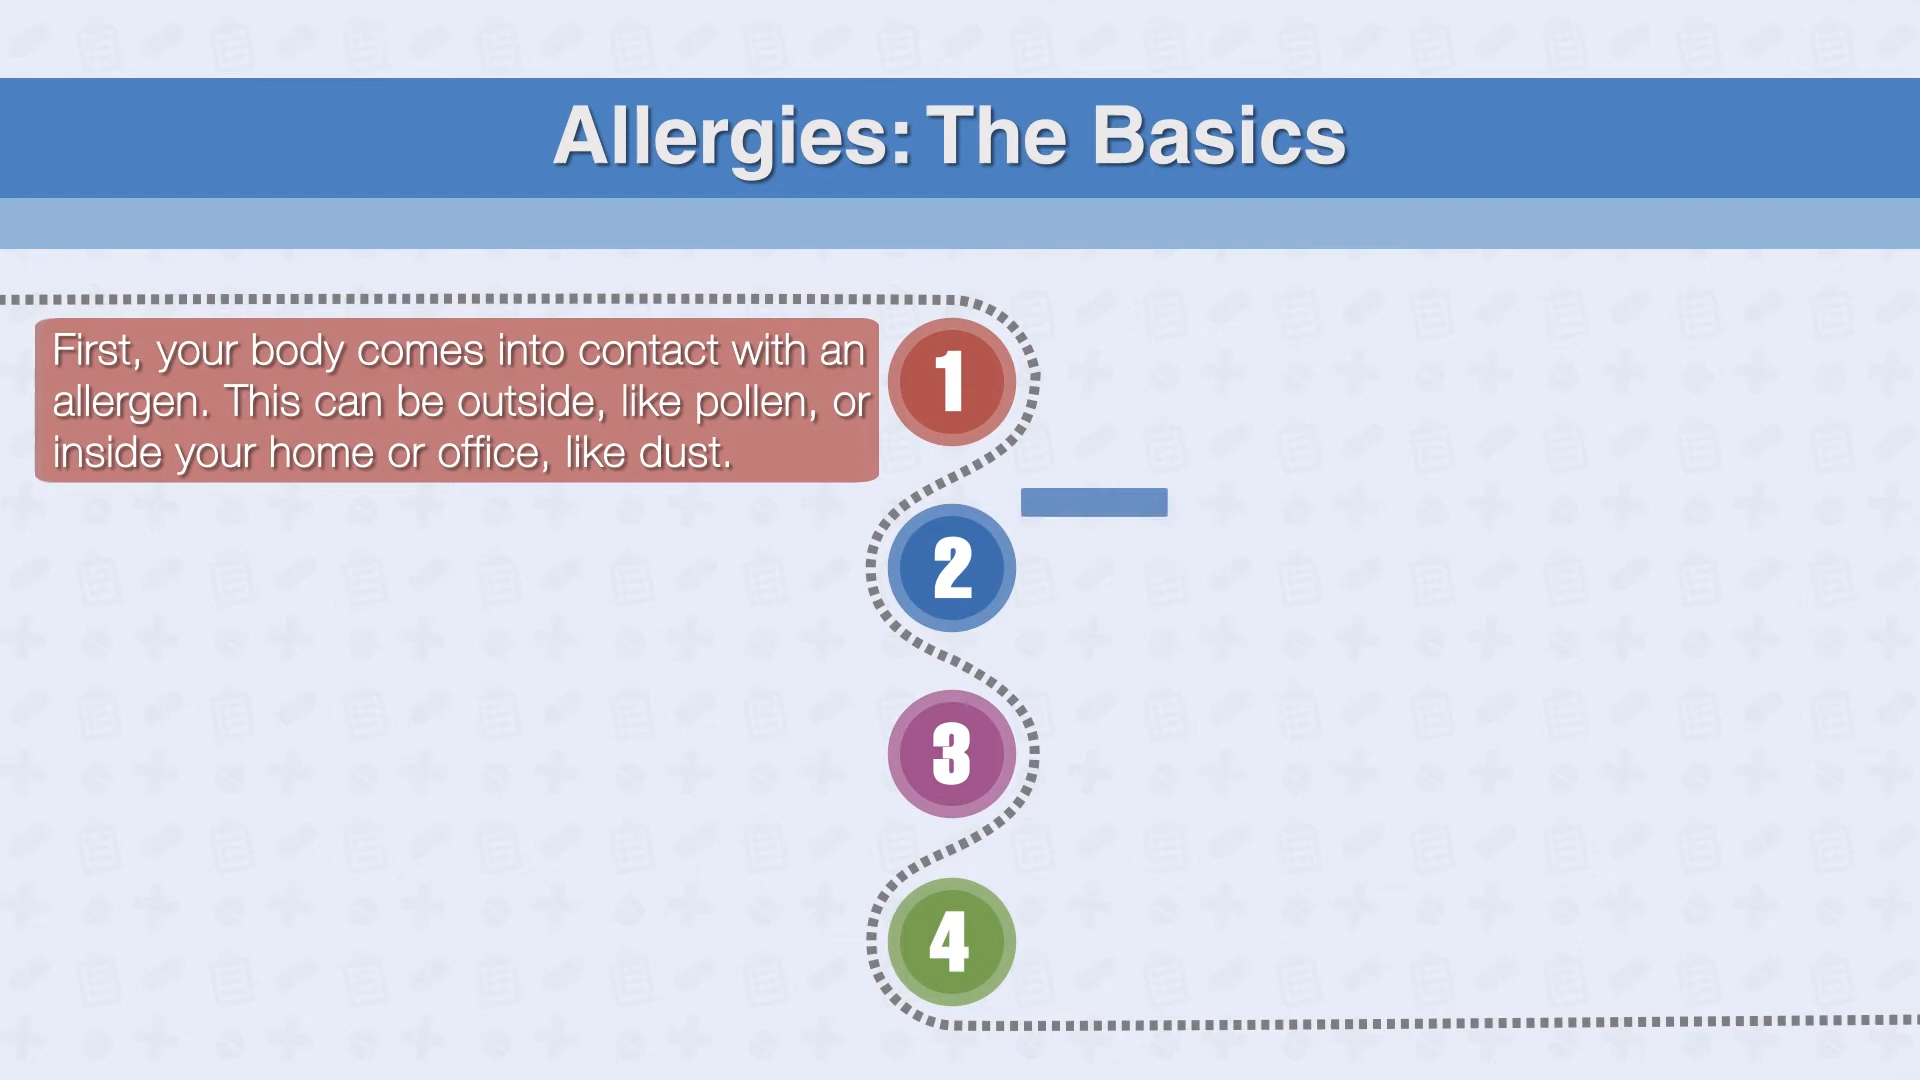 Allergies: The Basics
First, your body comes into contact with an
allergen. This can be outside, like pollen, or
inside your home or office, like dust.
1
2
3
4